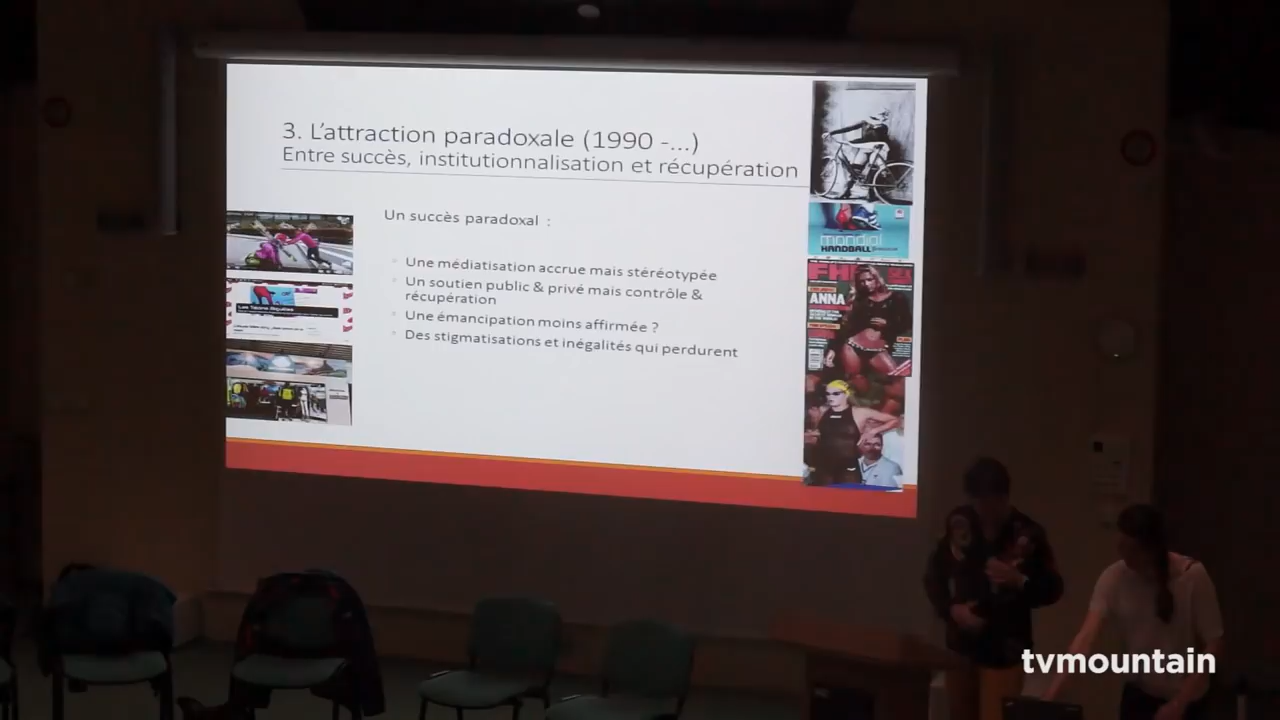 3. L'attraction paradoxale (1990 -...)
Entre succès, institutionnalisation et récupération
Un succès paradoxal :
Une médiatisation accrue mais stéréotypée
Un soutien public & privé mais contrôle &
récupération
Une émancipation moins affirmée ?
Des stigmatisations et inégalités qui perdurent
mondial
HANDBALL
FHM
ANNA
tvmountain